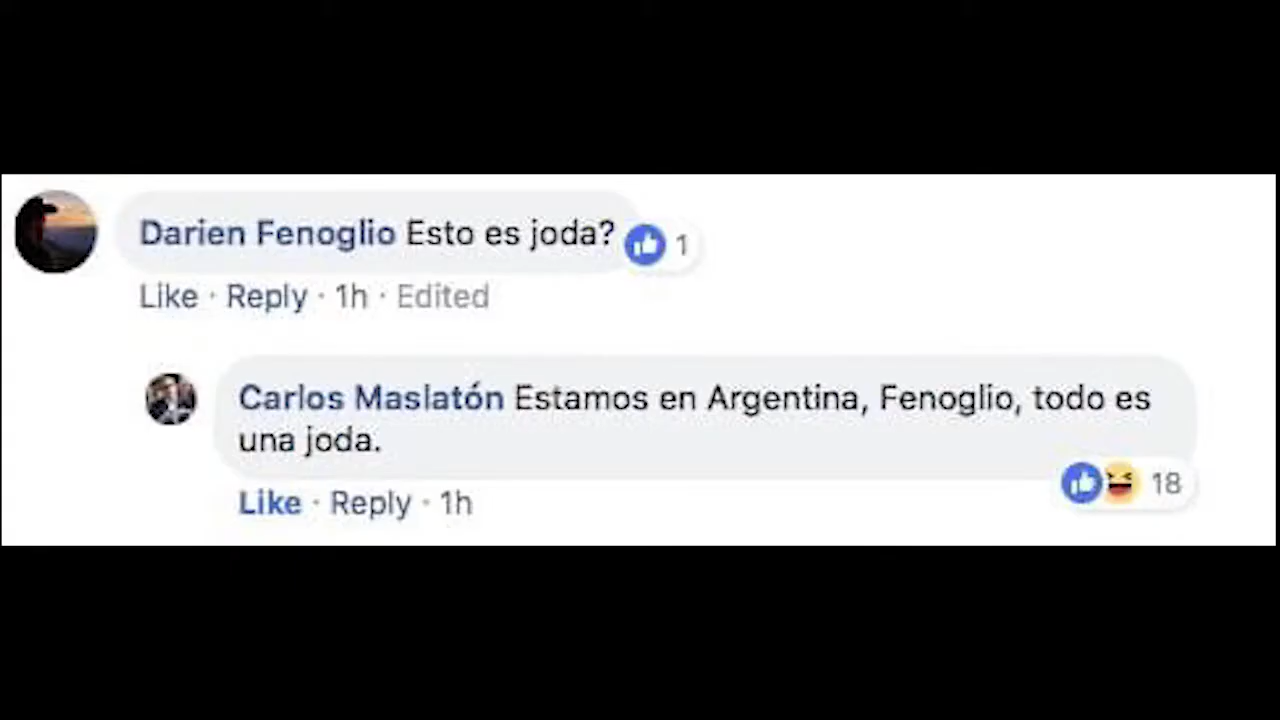 Darien Fenoglio Esto es joda? 1
Like · Reply · 1h · Edited
Carlos Maslatón Estamos en Argentina, Fenoglio, todo es
una joda.
18
Like · Reply · 1h